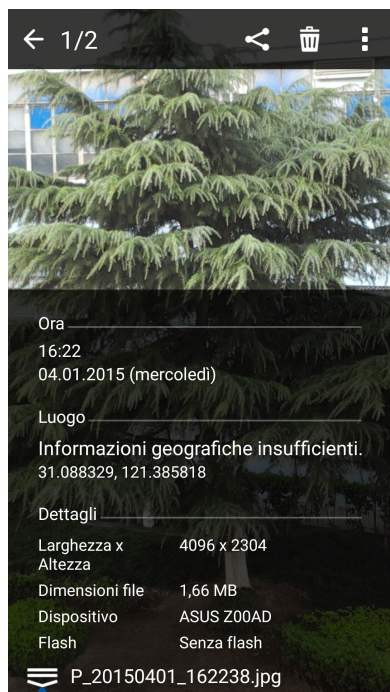 1/2
Ora
16:22
04.01.2015 (mercoledì)
Luogo
Informazioni geografiche insufficienti.
31.088329, 121.385818
Dettagli
Larghezza x 4096 x 2304
Altezza
Dimensioni file 1,66 MB
Dispositivo ASUS Z00AD
Flash Senza flash
P_20150401_162238.jpg